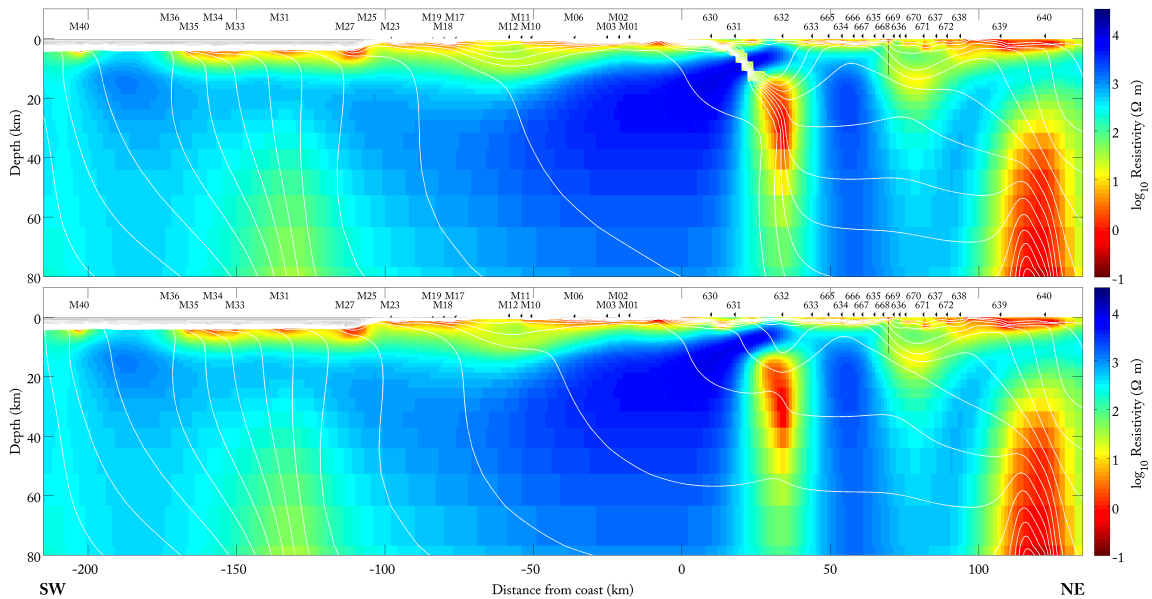 M36 M34 M31 M25 M19 M17 M11 M06 M02 630 632 665 666 635 669 670 637 638 640
M40 M35 M33 M27 M23 M18 M12 M10 M03 M01 631 633 634 667 668 636 671 672 639
0
20
40
60
80
Depth (km)
4
3
2
1
0
-1
log10 Resistivity (Ω m)
M36 M34 M31 M25 M19 M17 M11 M06 M02 630 632 665 666 635 669 670 637 638 640
M40 M35 M33 M27 M23 M18 M12 M10 M03 M01 631 633 634 667 668 636 671 672 639
0
20
40
60
80
Depth (km)
4
3
2
1
0
-1
log10 Resistivity (Ω m)
-200 -150 -100 -50 0 50 100
SW Distance from coast (km) NE